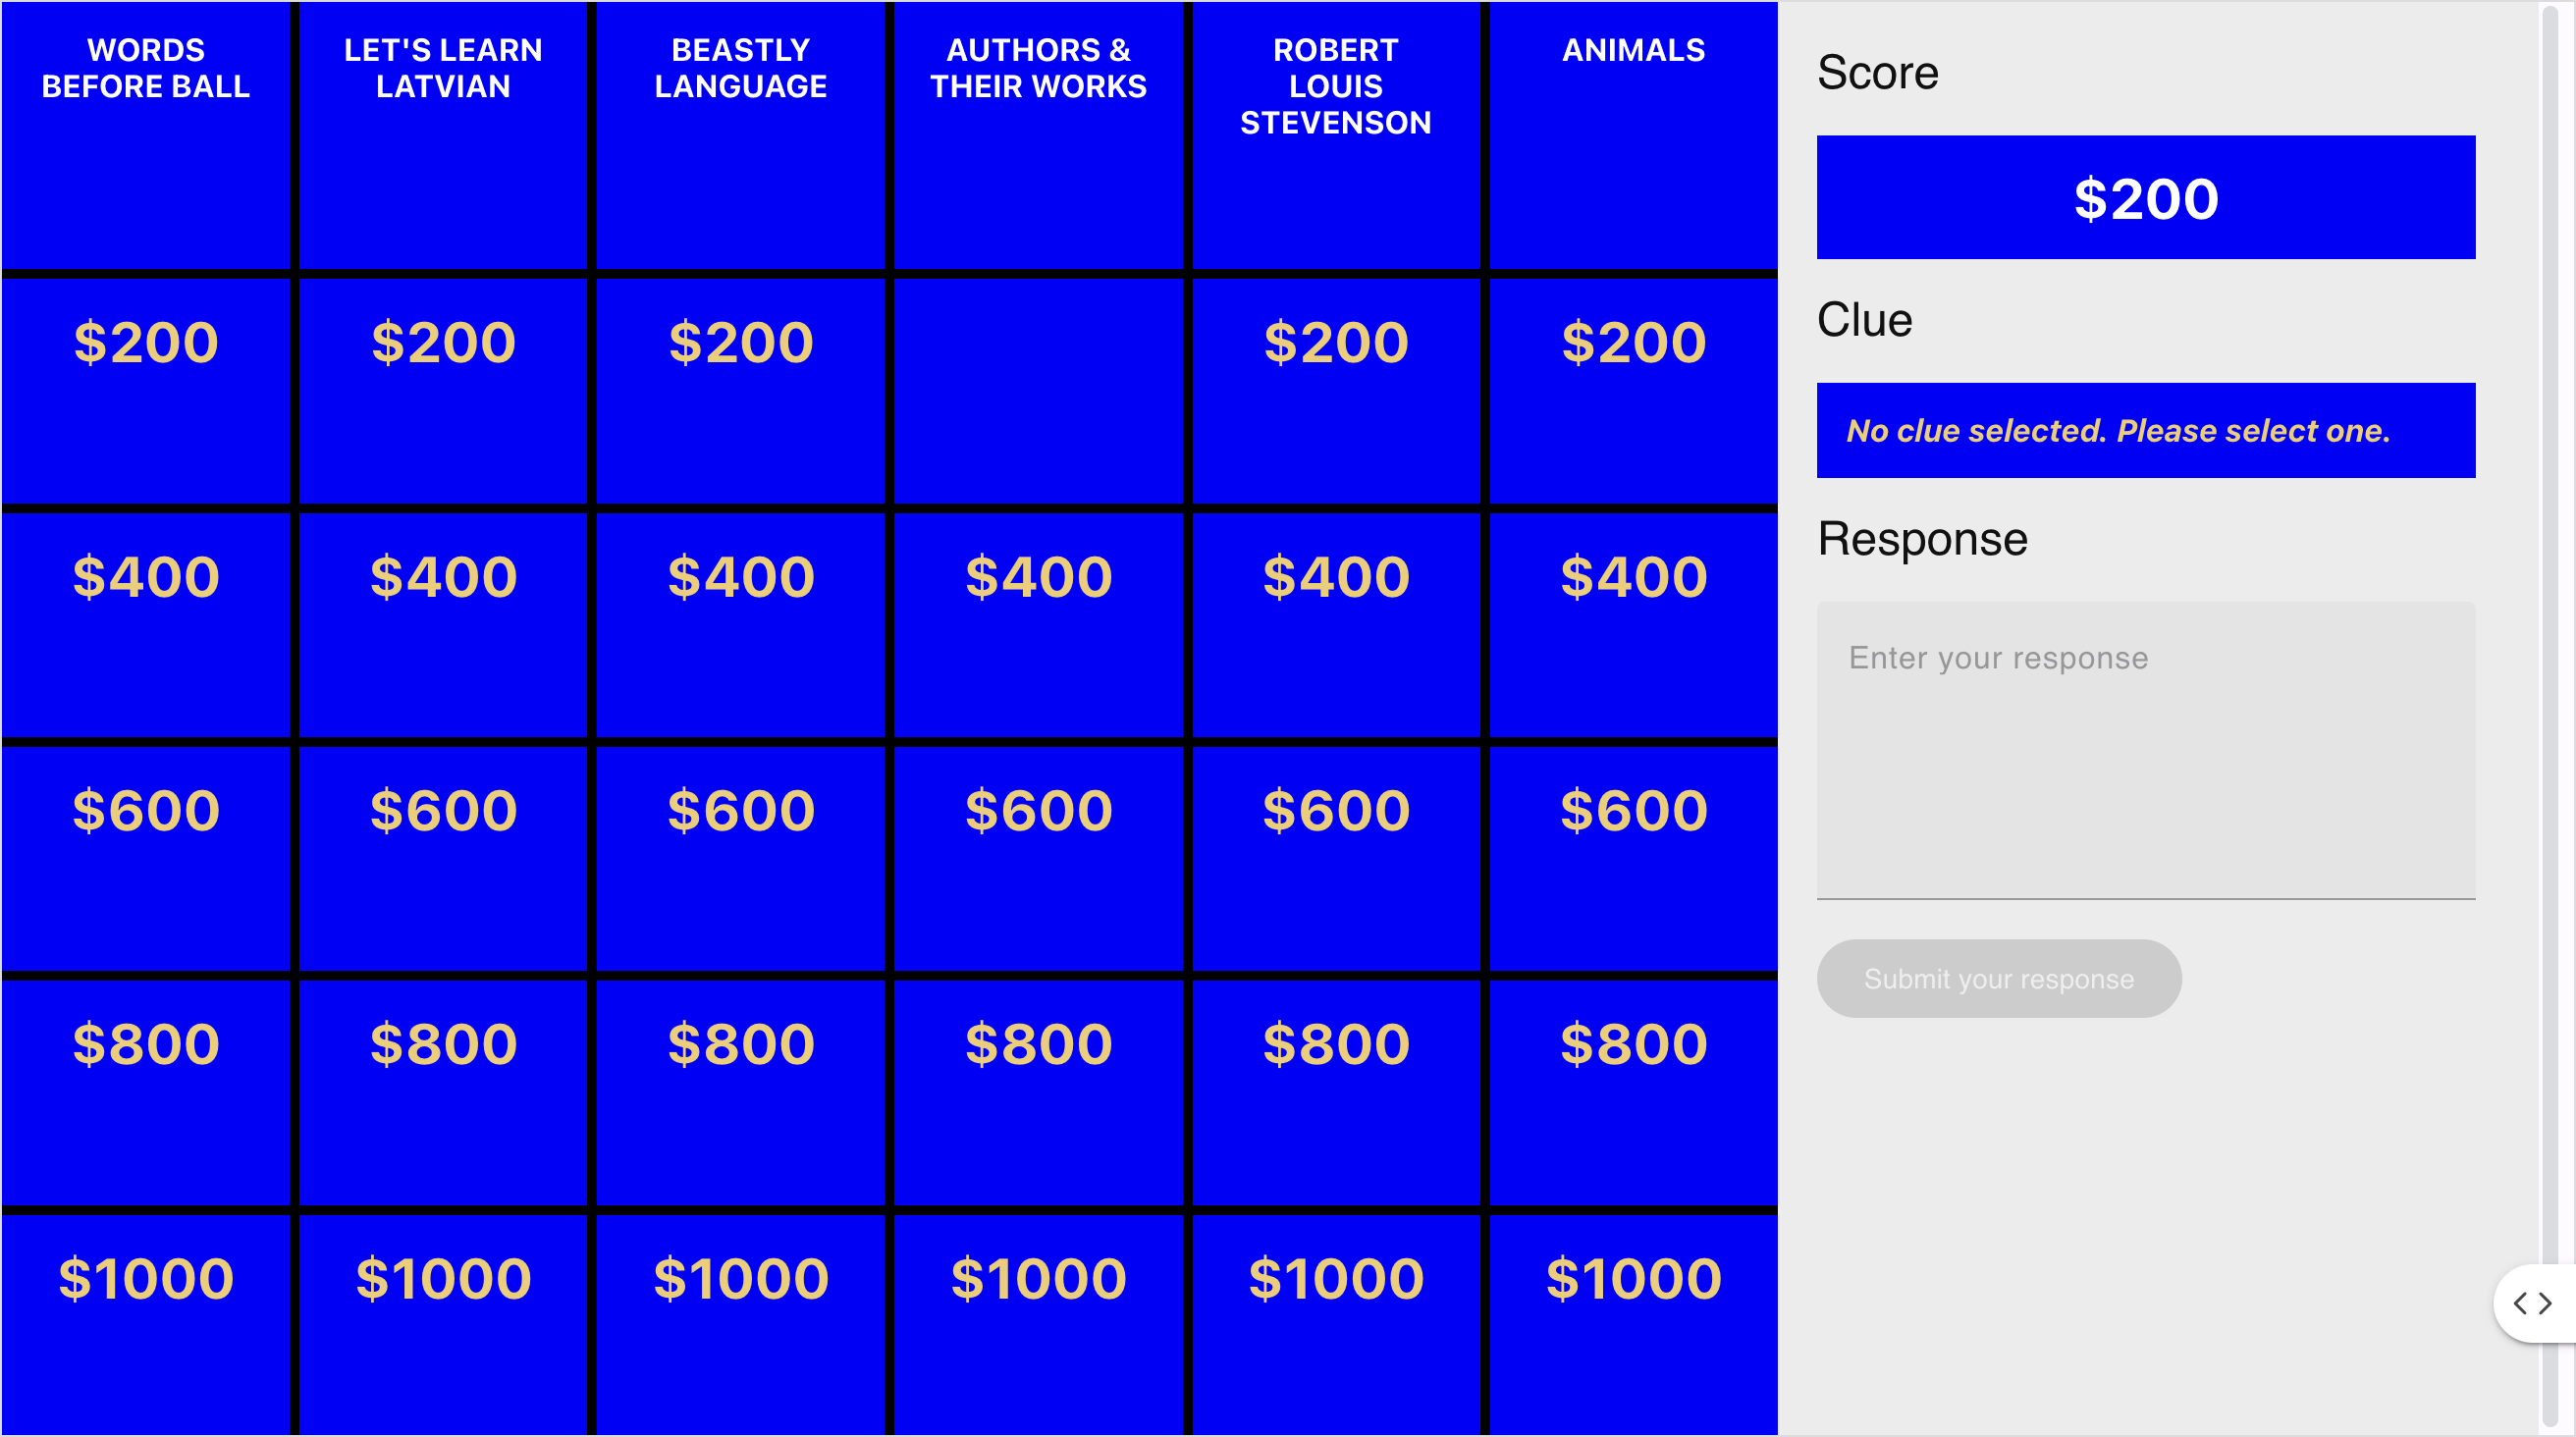 WORDS
BEFORE BALL
LET'S LEARN
LATVIAN
BEASTLY
LANGUAGE
AUTHORS &
THEIR WORKS
ROBERT
LOUIS
STEVENSON
ANIMALS
$200 $200 $200 $200 $200
$400 $400 $400 $400 $400 $400
$600 $600 $600 $600 $600 $600
$800 $800 $800 $800 $800 $800
$1000 $1000 $1000 $1000 $1000 $1000
Score
$200
Clue
No clue selected. Please select one.
Response
Enter your response
Submit your response